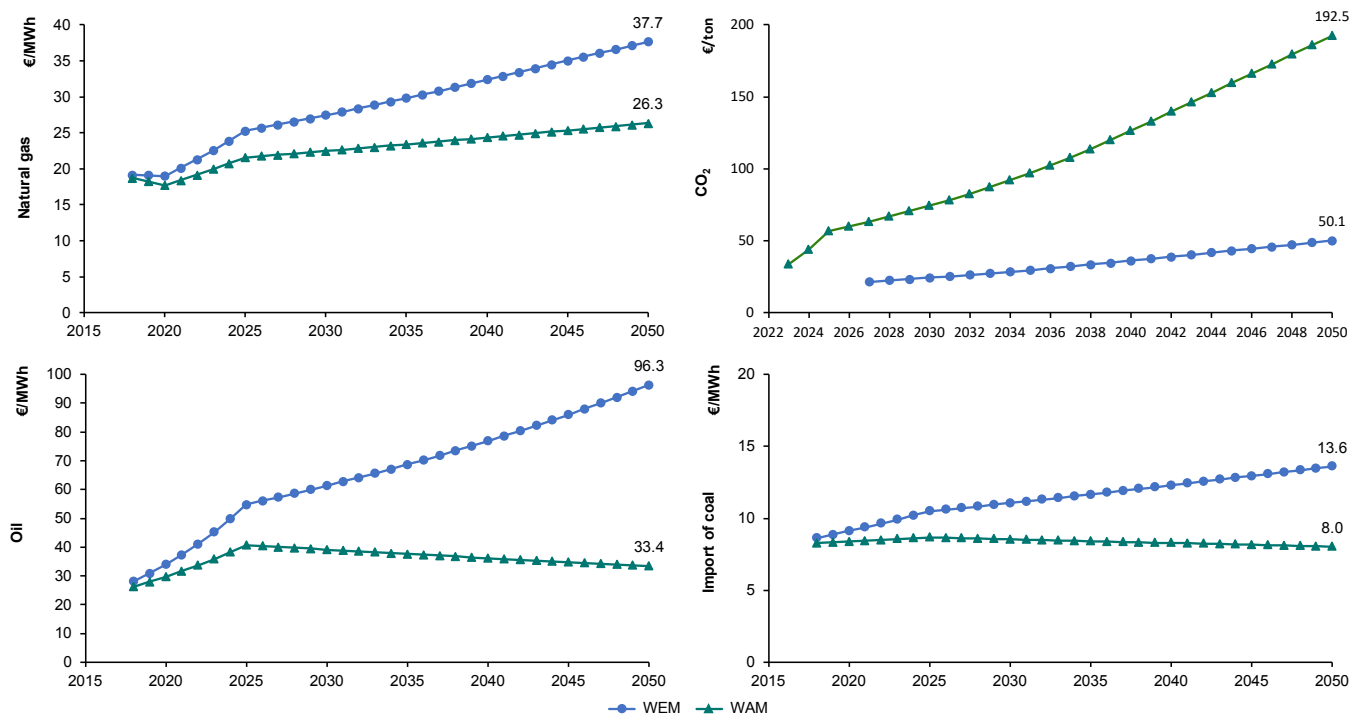 €/MWh
Natural gas
40
35
30
25
20
15
10
5
0
37.7
26.3
2015 2020 2025 2030 2035 2040 2045 2050
€/ton
CO₂
200
150
100
50
0
192.5
50.1
2022 2024 2026 2028 2030 2032 2034 2036 2038 2040 2042 2044 2046 2048 2050
€/MWh
Oil
100
90
80
70
60
50
40
30
20
10
0
96.3
33.4
2015 2020 2025 2030 2035 2040 2045 2050
€/MWh
Import of coal
20
15
10
5
0
13.6
8.0
2015 2020 2025 2030 2035 2040 2045 2050
WEM WAM